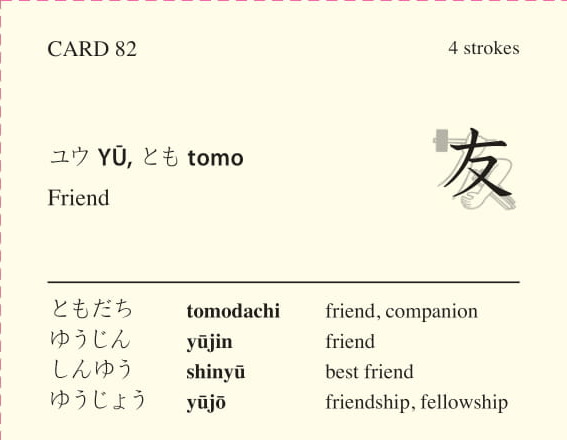 CARD 82
4 strokes
ユウ YŪ, とも tomo
友
Friend
ともだち tomodachi friend, companion
ゆうじん yūjin friend
しんゆう shinyū best friend
ゆうじょう yūjō friendship, fellowship